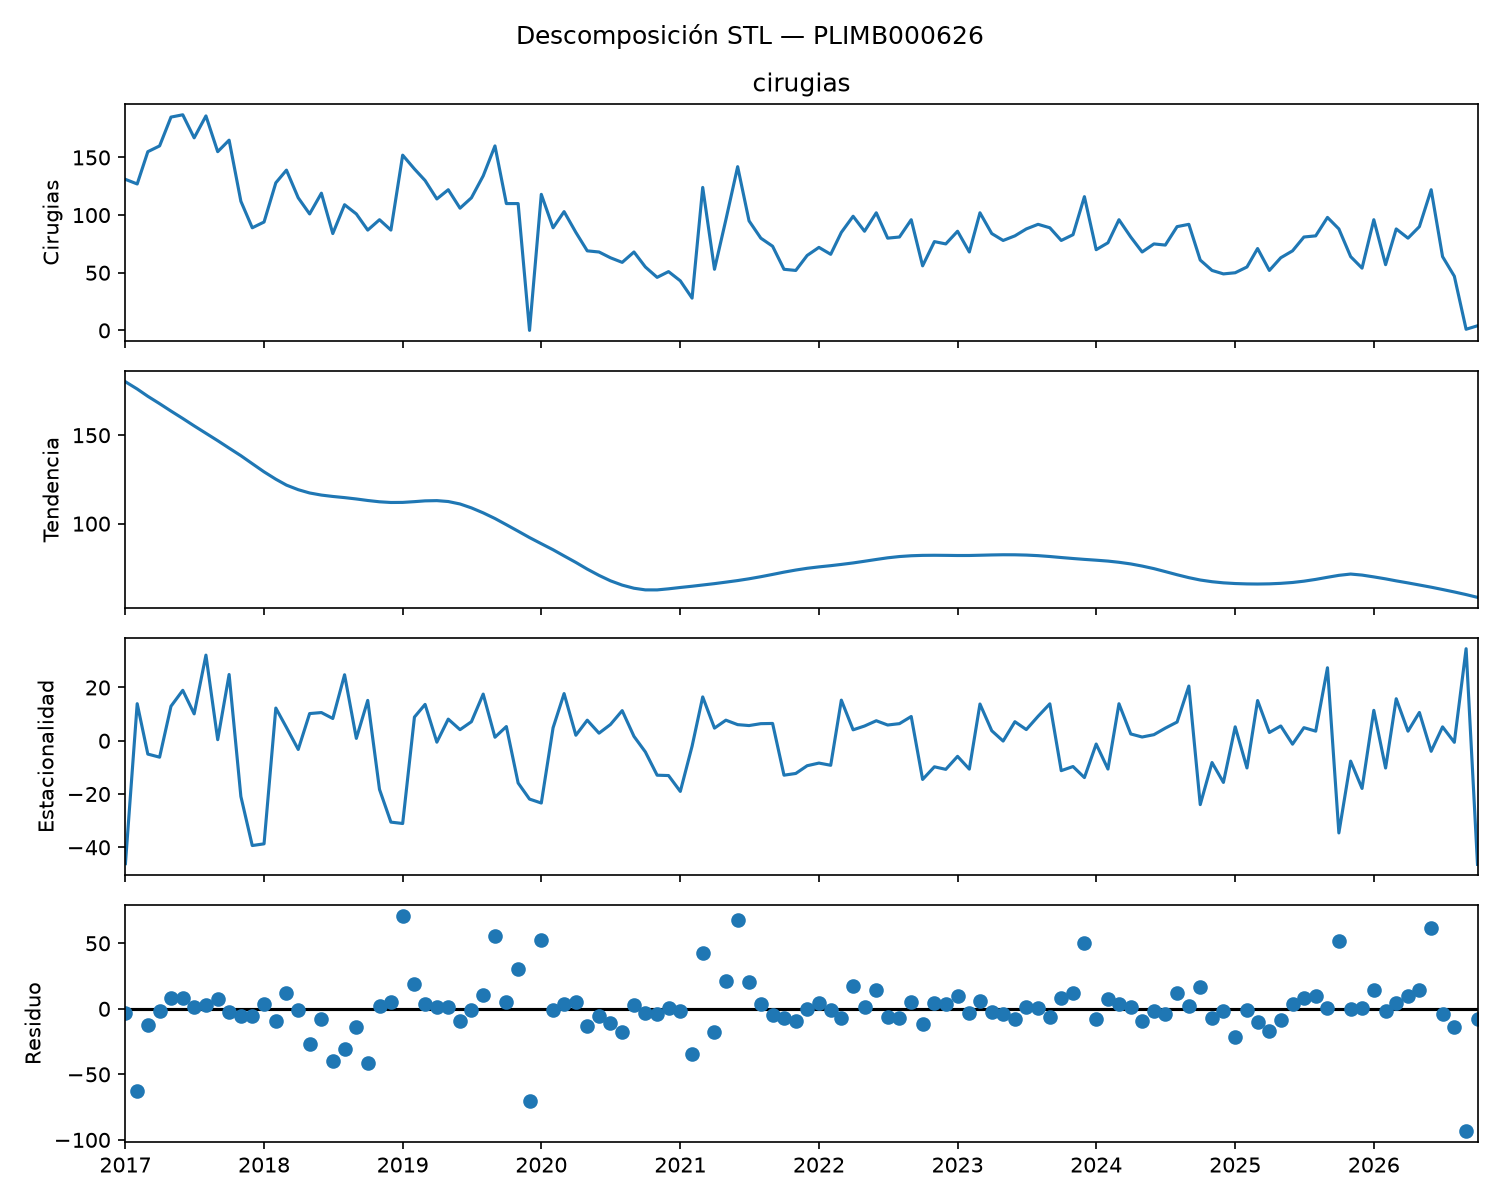 Descomposición STL — PLIMB000626
cirugias
Cirugias
150
100
50
0
Tendencia
150
100
Estacionalidad
20
0
−20
−40
Residuo
50
0
−50
−100
2017 2018 2019 2020 2021 2022 2023 2024 2025 2026